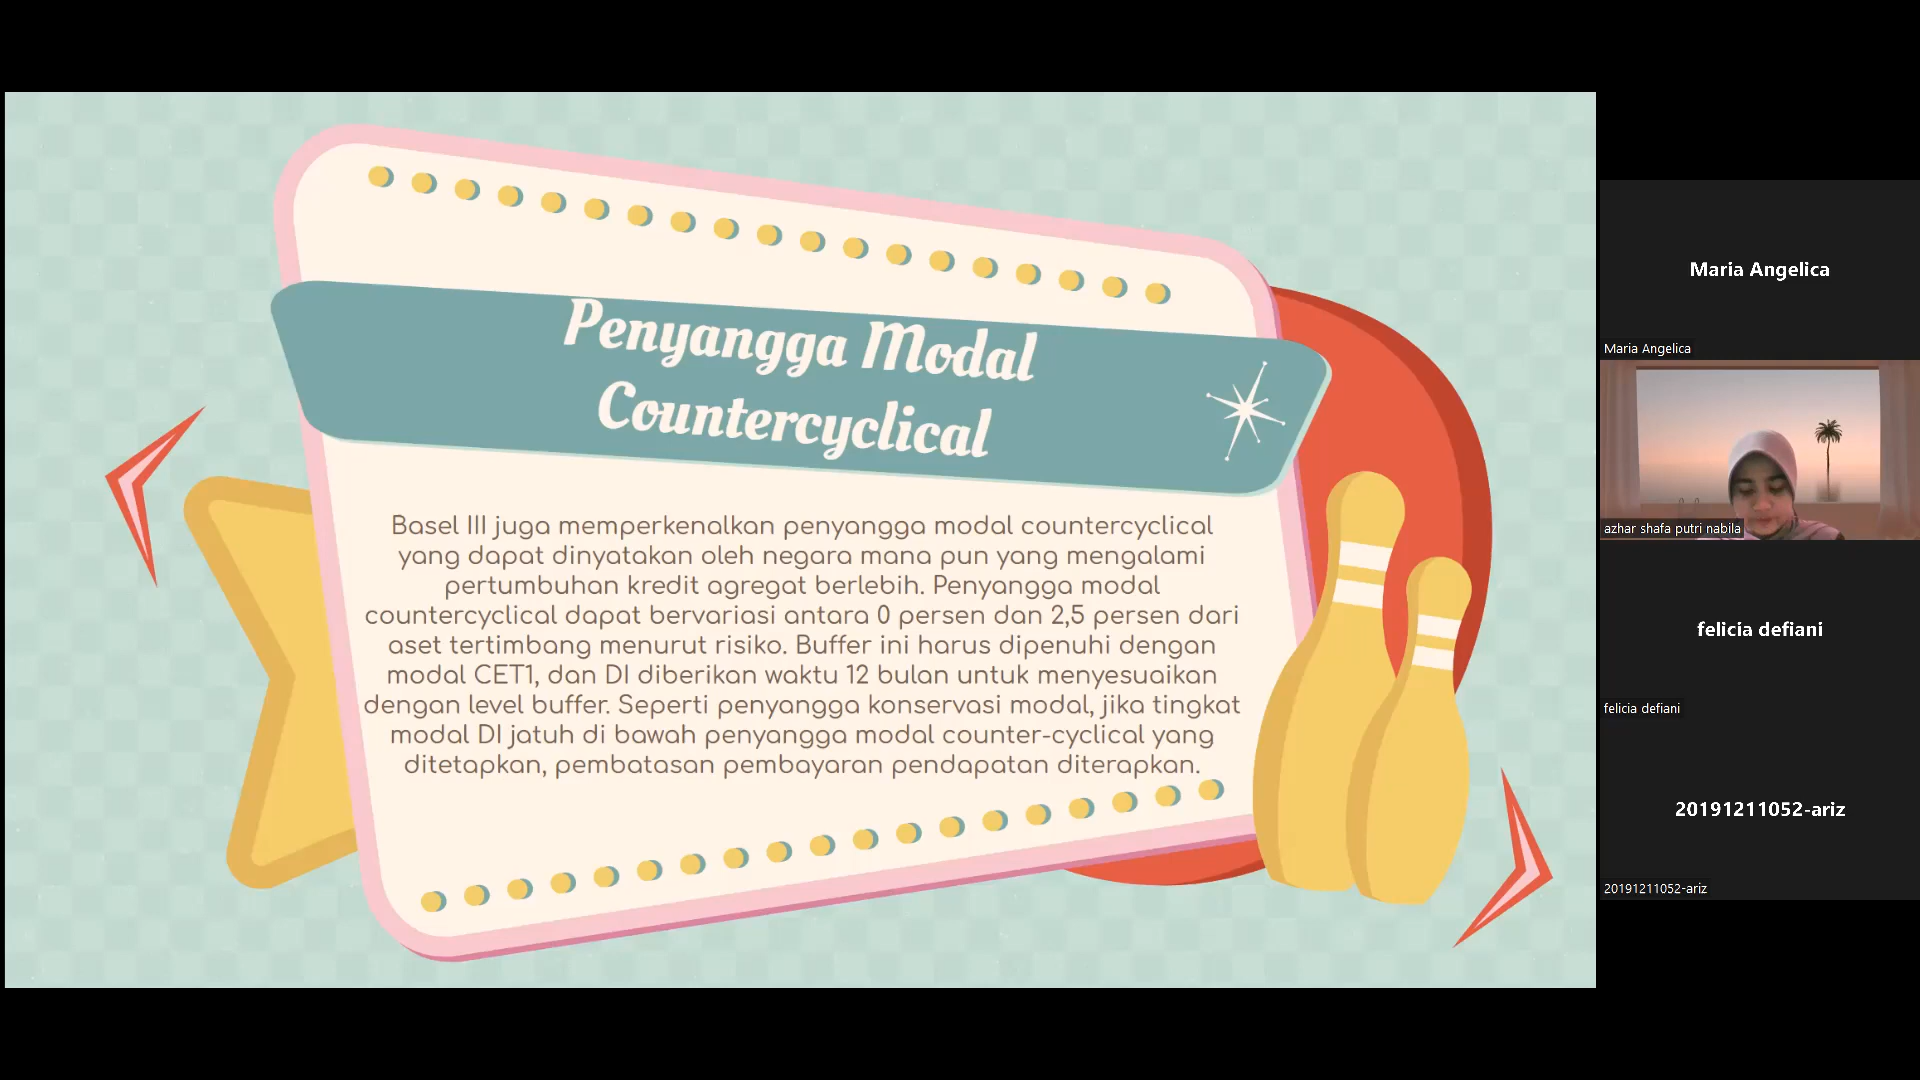 Penyangga Modal
Countercyclical
Basel III juga memperkenalkan penyangga modal countercyclical
yang dapat dinyatakan oleh negara mana pun yang mengalami
pertumbuhan kredit agregat berlebih. Penyangga modal
countercyclical dapat bervariasi antara 0 persen dan 2,5 persen dari
aset tertimbang menurut risiko. Buffer ini harus dipenuhi dengan
modal CET1, dan DI diberikan waktu 12 bulan untuk menyesuaikan
dengan level buffer. Seperti penyangga konservasi modal, jika tingkat
modal DI jatuh di bawah penyangga modal counter-cyclical yang
ditetapkan, pembatasan pembayaran pendapatan diterapkan.
Maria Angelica
Maria Angelica
azhar shafa putri nabila
felicia defiani
felicia defiani
20191211052-ariz
20191211052-ariz